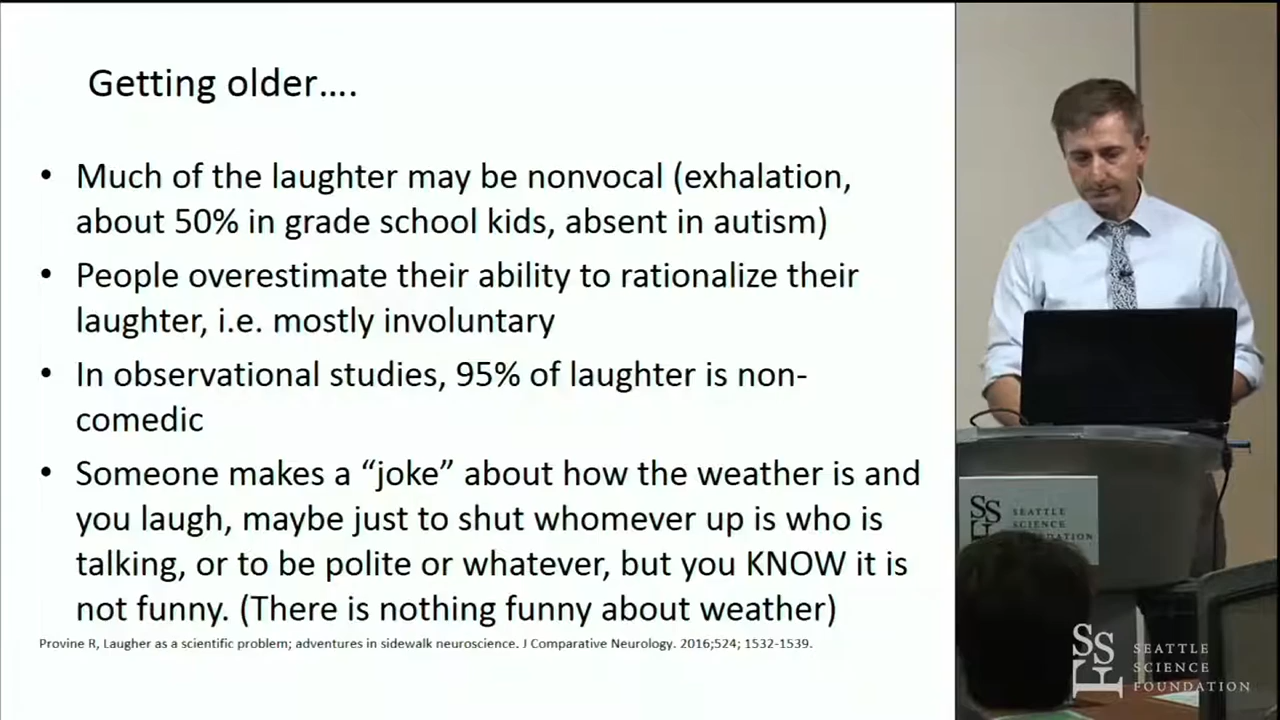 Getting older....
• Much of the laughter may be nonvocal (exhalation,
about 50% in grade school kids, absent in autism)
• People overestimate their ability to rationalize their
laughter, i.e. mostly involuntary
• In observational studies, 95% of laughter is non-
comedic
• Someone makes a “joke” about how the weather is and
you laugh, maybe just to shut whomever up is who is
talking, or to be polite or whatever, but you KNOW it is
not funny. (There is nothing funny about weather)
Provine R, Laugher as a scientific problem; adventures in sidewalk neuroscience. J Comparative Neurology. 2016;524; 1532-1539.
SSF
SEATTLE
SCIENCE
SSF
SEATTLE
SCIENCE
FOUNDATION